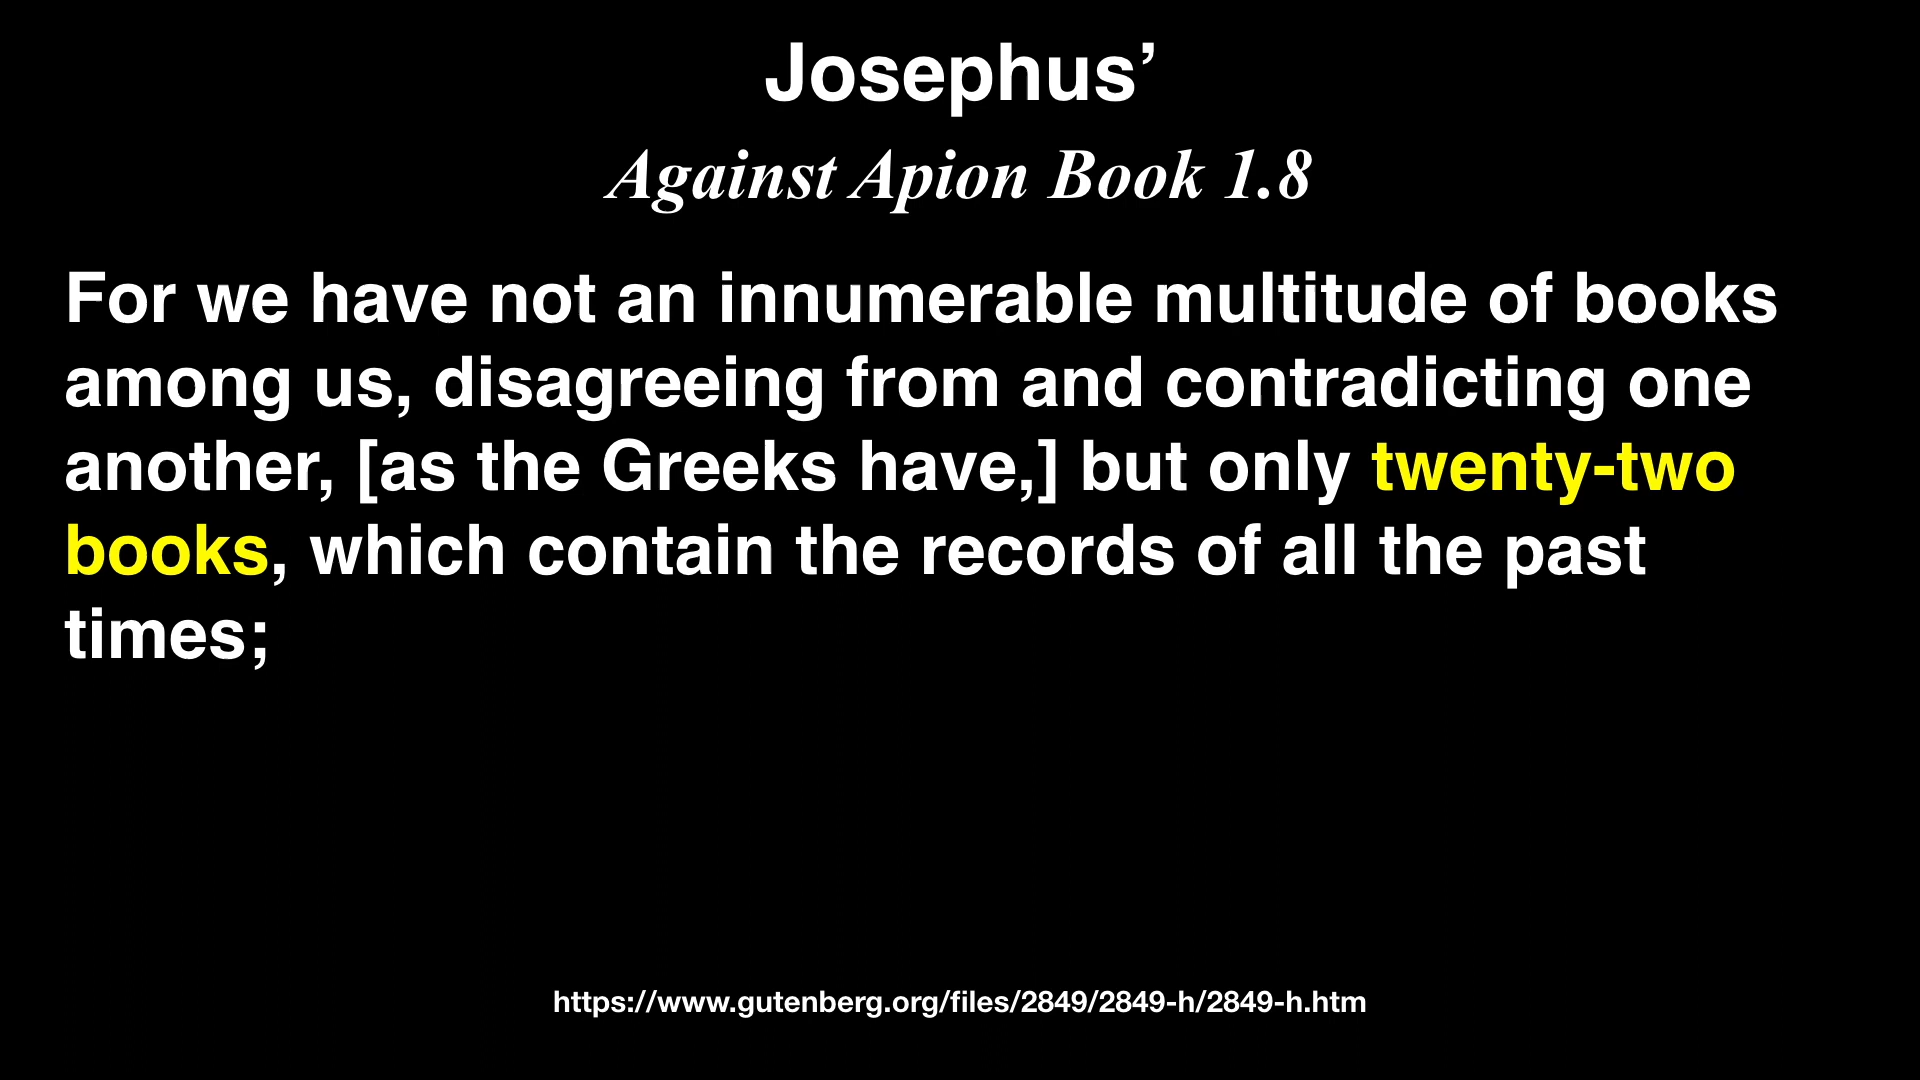 Josephus’
Against Apion Book 1.8
For we have not an innumerable multitude of books
among us, disagreeing from and contradicting one
another, [as the Greeks have,] but only twenty-two
books, which contain the records of all the past
times;
https://www.gutenberg.org/files/2849/2849-h/2849-h.htm